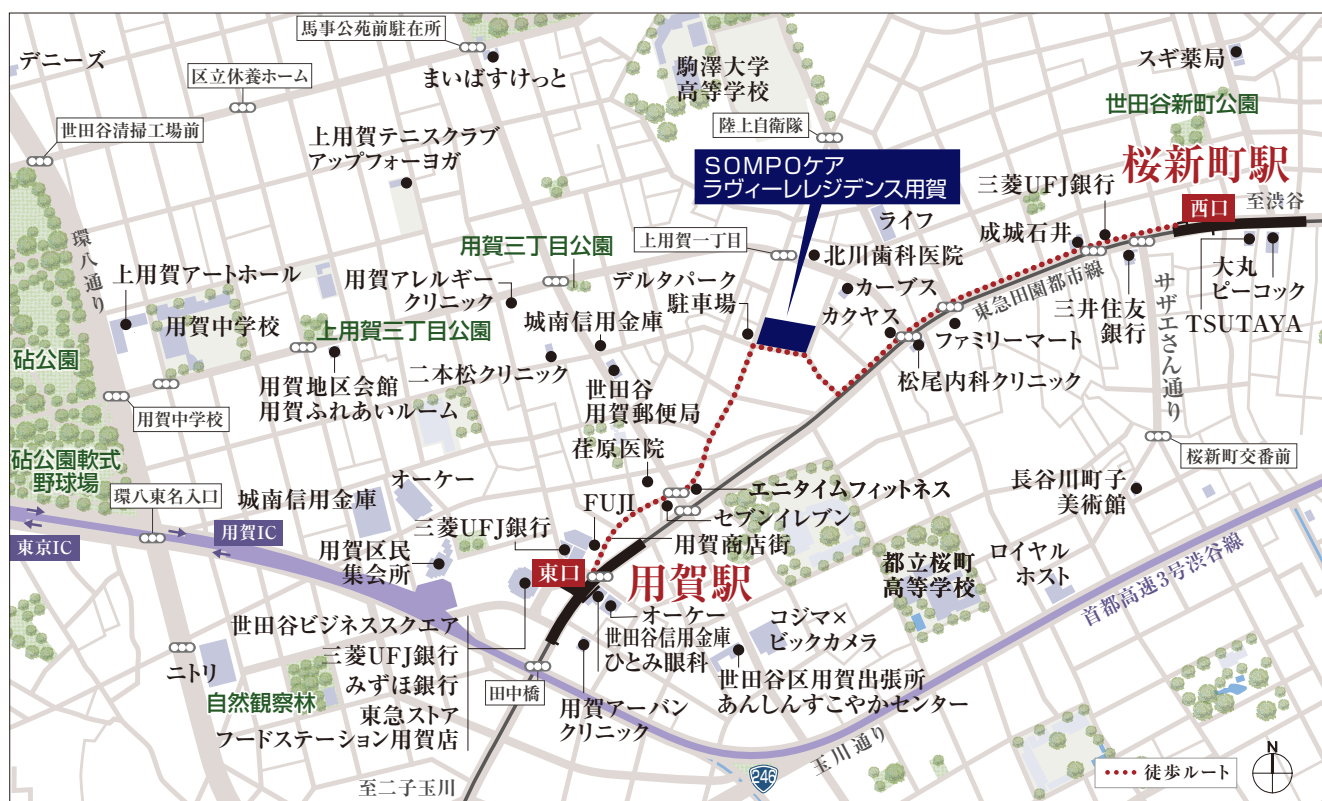 馬事公苑前駐在所
デニーズ
まいばすけっと
区立休養ホーム
駒澤大学
高等学校
スギ薬局
世田谷新町公園
世田谷清掃工場前
陸上自衛隊
上用賀テニスクラブ
アップフォーヨガ
SOMPOケア
ラヴィーレレジデンス用賀
桜新町駅
三菱UFJ銀行
西口
至渋谷
ライフ
成城石井
環八通り
用賀三丁目公園
上用賀一丁目
北川歯科医院
上用賀アートホール
用賀アレルギー
クリニック
デルタパーク
駐車場
カーブス
東急田園都市線
大丸
ピーコック
三井住友
銀行
サザエさん通り
TSUTAYA
用賀中学校
上用賀三丁目公園
城南信用金庫
カクヤス
ファミリーマート
砧公園
用賀地区会館
用賀ふれあいルーム
二本松クリニック
世田谷
用賀郵便局
松尾内科クリニック
用賀中学校
荏原医院
桜新町交番前
砧公園軟式
野球場
環八東名入口
城南信用金庫
オーケー
FUJI
エニタイムフィットネス
セブンイレブン
長谷川町子
美術館
東京IC
用賀IC
三菱UFJ銀行
用賀商店街
用賀区民
集会所
東口
用賀駅
都立桜町
高等学校
ロイヤル
ホスト
首都高速3号渋谷線
オーケー
世田谷信用金庫
ひとみ眼科
コジマ×
ビックカメラ
世田谷ビジネススクエア
三菱UFJ銀行
みずほ銀行
東急ストア
フードステーション用賀店
ニトリ
自然観察林
田中橋
用賀アーバン
クリニック
世田谷区用賀出張所
あんしんすこやかセンター
玉川通り
246
至二子玉川
徒歩ルート
N